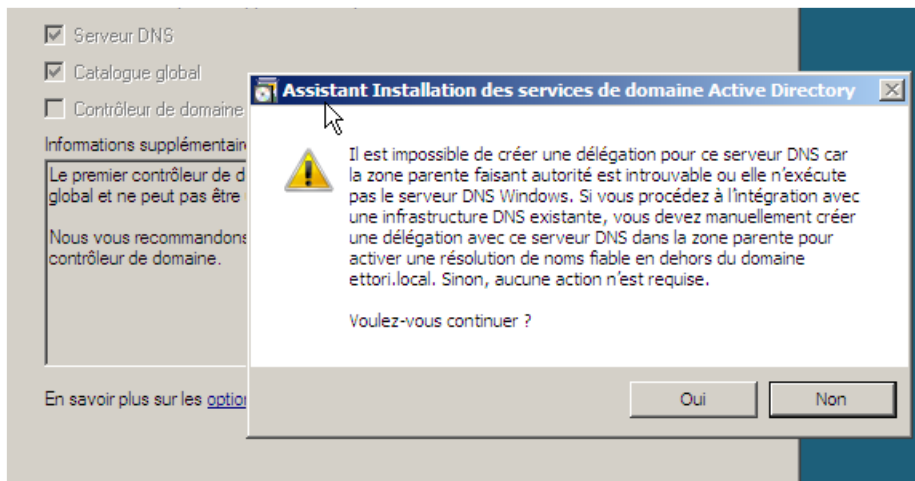 Serveur DNS
Catalogue global
Contrôleur de domaine
Assistant Installation des services de domaine Active Directory
Informations supplémentain
Le premier contrôleur de d
global et ne peut pas être
Nous vous recommandons
contrôleur de domaine.
Il est impossible de créer une délégation pour ce serveur DNS car
la zone parente faisant autorité est introuvable ou elle n'exécute
pas le serveur DNS Windows. Si vous procédez à l'intégration avec
une infrastructure DNS existante, vous devez manuellement créer
une délégation avec ce serveur DNS dans la zone parente pour
activer une résolution de noms fiable en dehors du domaine
ettori.local. Sinon, aucune action n'est requise.
Voulez-vous continuer ?
Oui
Non
En savoir plus sur les option